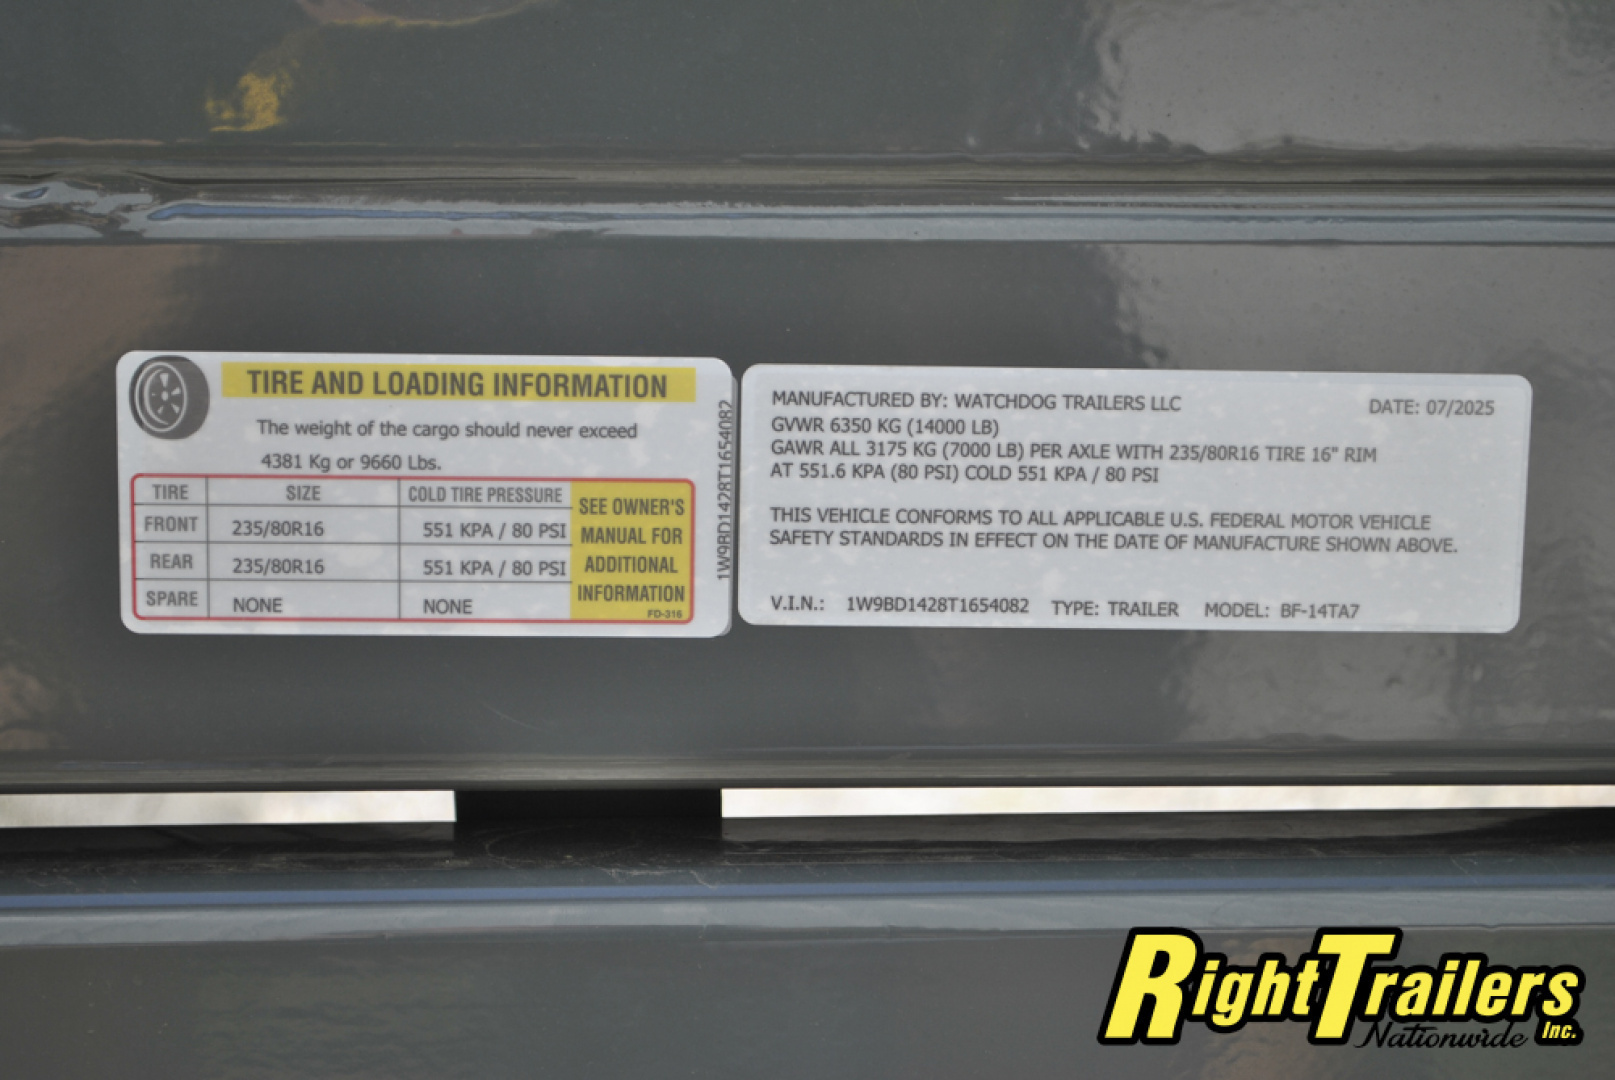 TIRE AND LOADING INFORMATION
The weight of the cargo should never exceed
4381 Kg or 9660 Lbs.
TIRE SIZE COLD TIRE PRESSURE
FRONT 235/80R16 551 KPA / 80 PSI
REAR 235/80R16 551 KPA / 80 PSI
SPARE NONE NONE
SEE OWNER'S
MANUAL FOR
ADDITIONAL
INFORMATION
FD-316
1W9BD1428T1654082
MANUFACTURED BY: WATCHDOG TRAILERS LLC DATE: 07/2025
GVWR 6350 KG (14000 LB)
GAWR ALL 3175 KG (7000 LB) PER AXLE WITH 235/80R16 TIRE 16" RIM
AT 551.6 KPA (80 PSI) COLD 551 KPA / 80 PSI
THIS VEHICLE CONFORMS TO ALL APPLICABLE U.S. FEDERAL MOTOR VEHICLE
SAFETY STANDARDS IN EFFECT ON THE DATE OF MANUFACTURE SHOWN ABOVE.
V.I.N.: 1W9BD1428T1654082 TYPE: TRAILER MODEL: BF-14TA7
RightTrailers
Nationwide Inc.